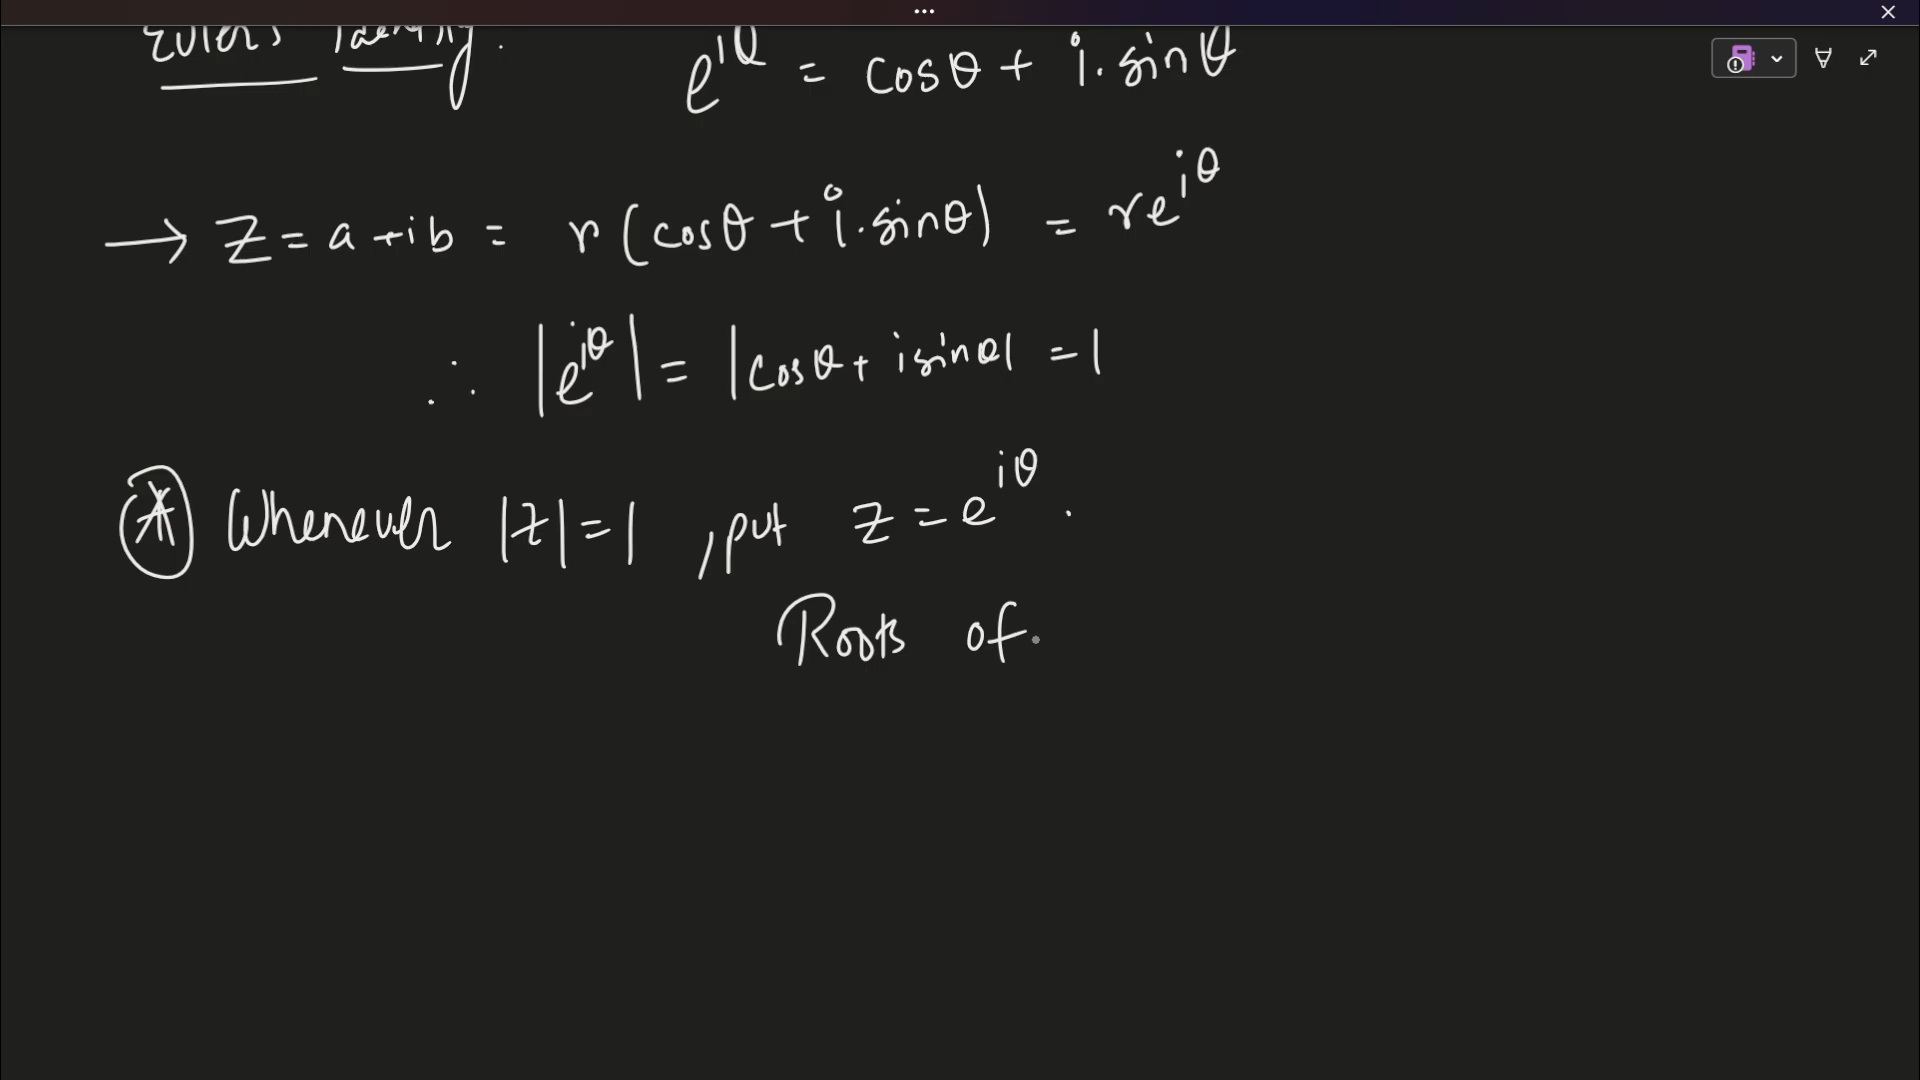 Euler's Identity. e^{iθ} = cosθ + i.sinθ
→ Z = a + ib = r(cosθ + i.sinθ) = re^{iθ}
∴ |e^{iθ}| = |cosθ + isinθ| = 1
Whenever |z| = 1, put z = e^{iθ}.
Roots of